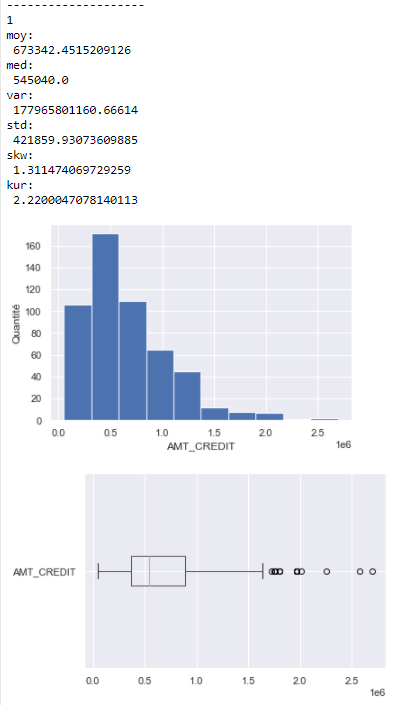 --------------------
1
moy:
673342.4515209126
med:
545040.0
var:
177965801160.66614
std:
421859.93073609885
skw:
1.311474069729259
kur:
2.2200047078140113
160
140
120
100
80
60
40
20
0
Quantité
0.0 0.5 1.0 1.5 2.0 2.5
1e6
AMT_CREDIT
AMT_CREDIT
0.0 0.5 1.0 1.5 2.0 2.5
1e6